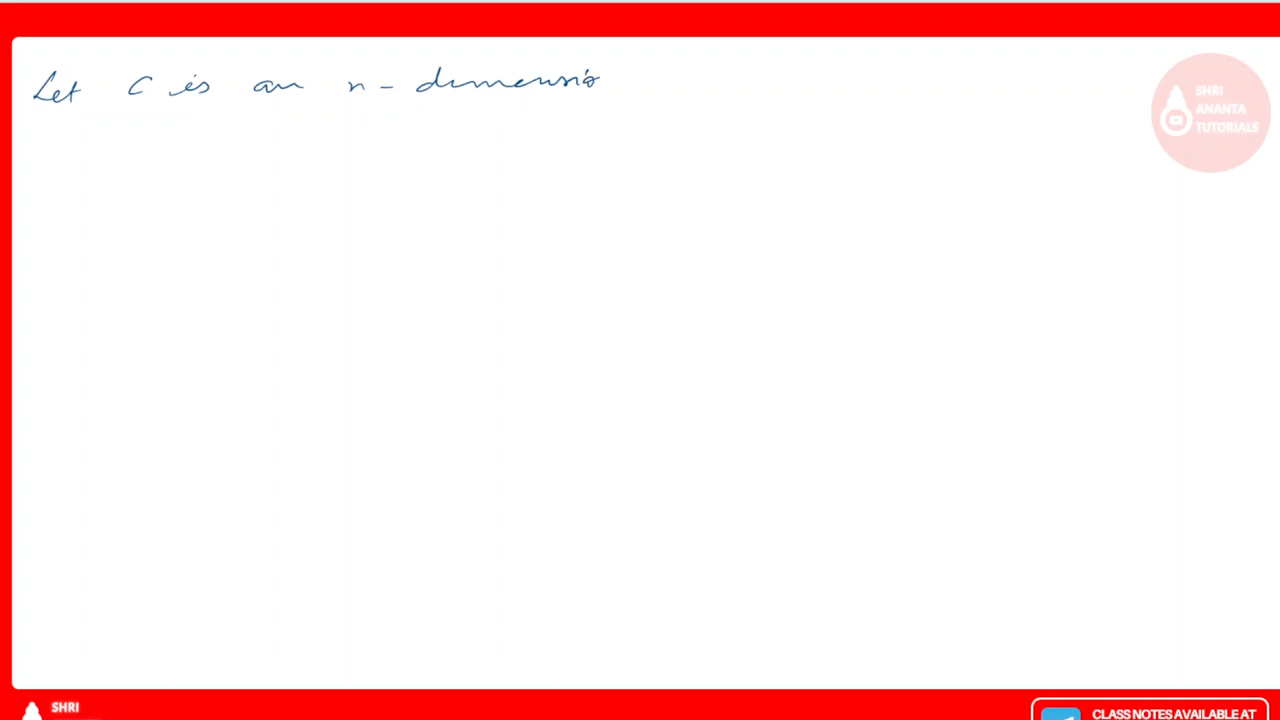 Let C is an n - dimensio
SHRI
ANANTA
TUTORIALS
SHRI
CLASS NOTES AVAILABLE AT